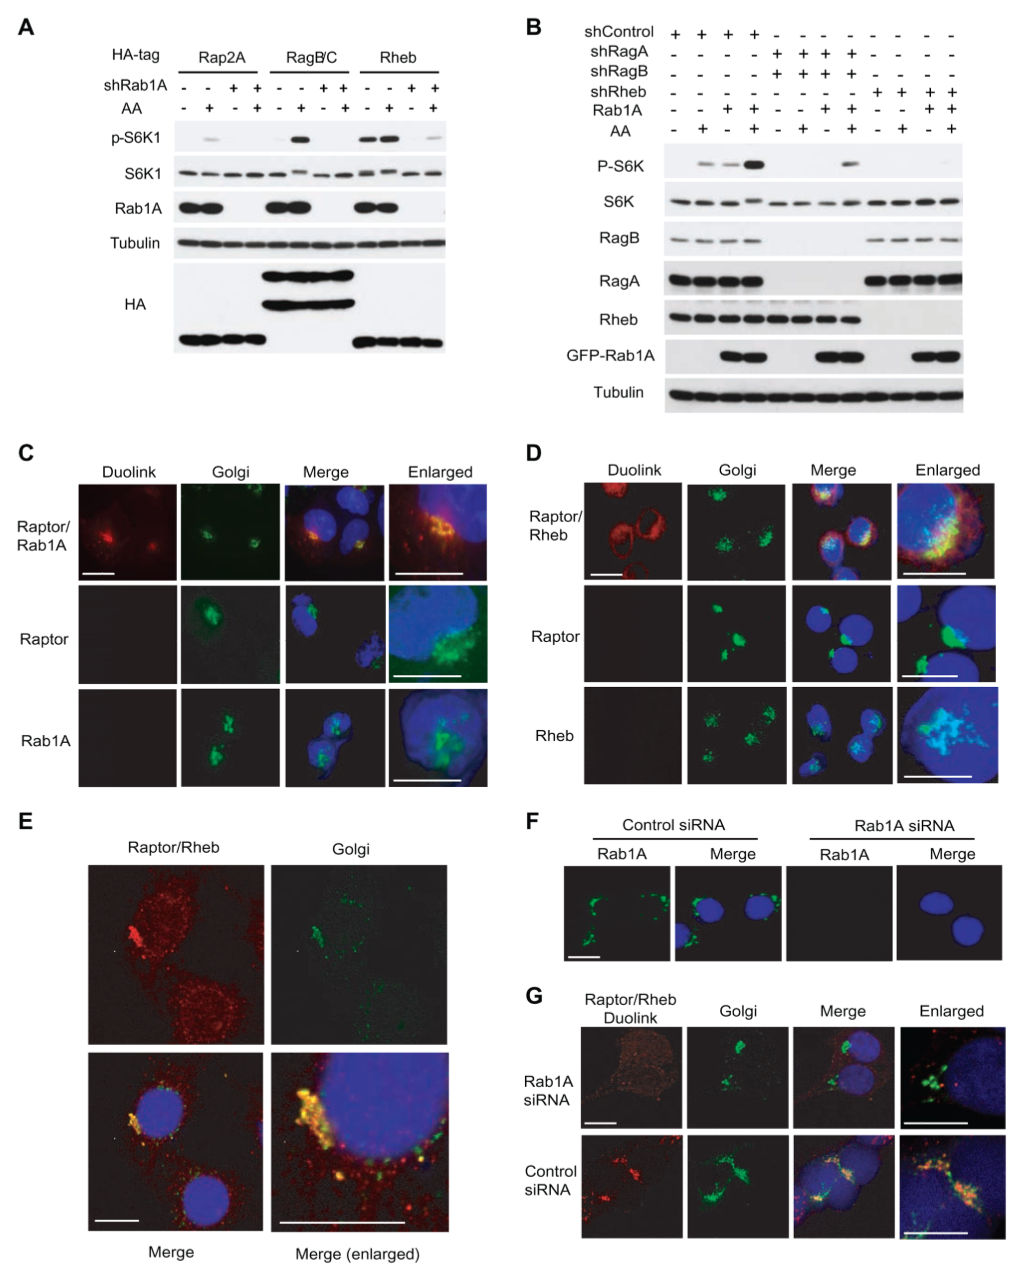 A
HA-tag Rap2A RagB/C Rheb
shRab1A - - + + - - + + - - + +
AA - + - + - + - + - + - +
p-S6K1
S6K1
Rab1A
Tubulin
HA
B
shControl + + + + - - - - - - - -
shRagA - - - - + + + + - - - -
shRagB - - - - + + + + - - - -
shRheb - - - - - - - - + + + +
Rab1A - - + + - - + + - - + +
AA - + - + - + - + - + - +
P-S6K
S6K
RagB
RagA
Rheb
GFP-Rab1A
Tubulin
C
Duolink Golgi Merge Enlarged
Raptor/
Rab1A
Raptor
Rab1A
D
Duolink Golgi Merge Enlarged
Raptor/
Rheb
Raptor
Rheb
E
Raptor/Rheb Golgi
Merge Merge (enlarged)
F
Control siRNA Rab1A siRNA
Rab1A Merge Rab1A Merge
G
Raptor/Rheb
Duolink Golgi Merge Enlarged
Rab1A
siRNA
Control
siRNA